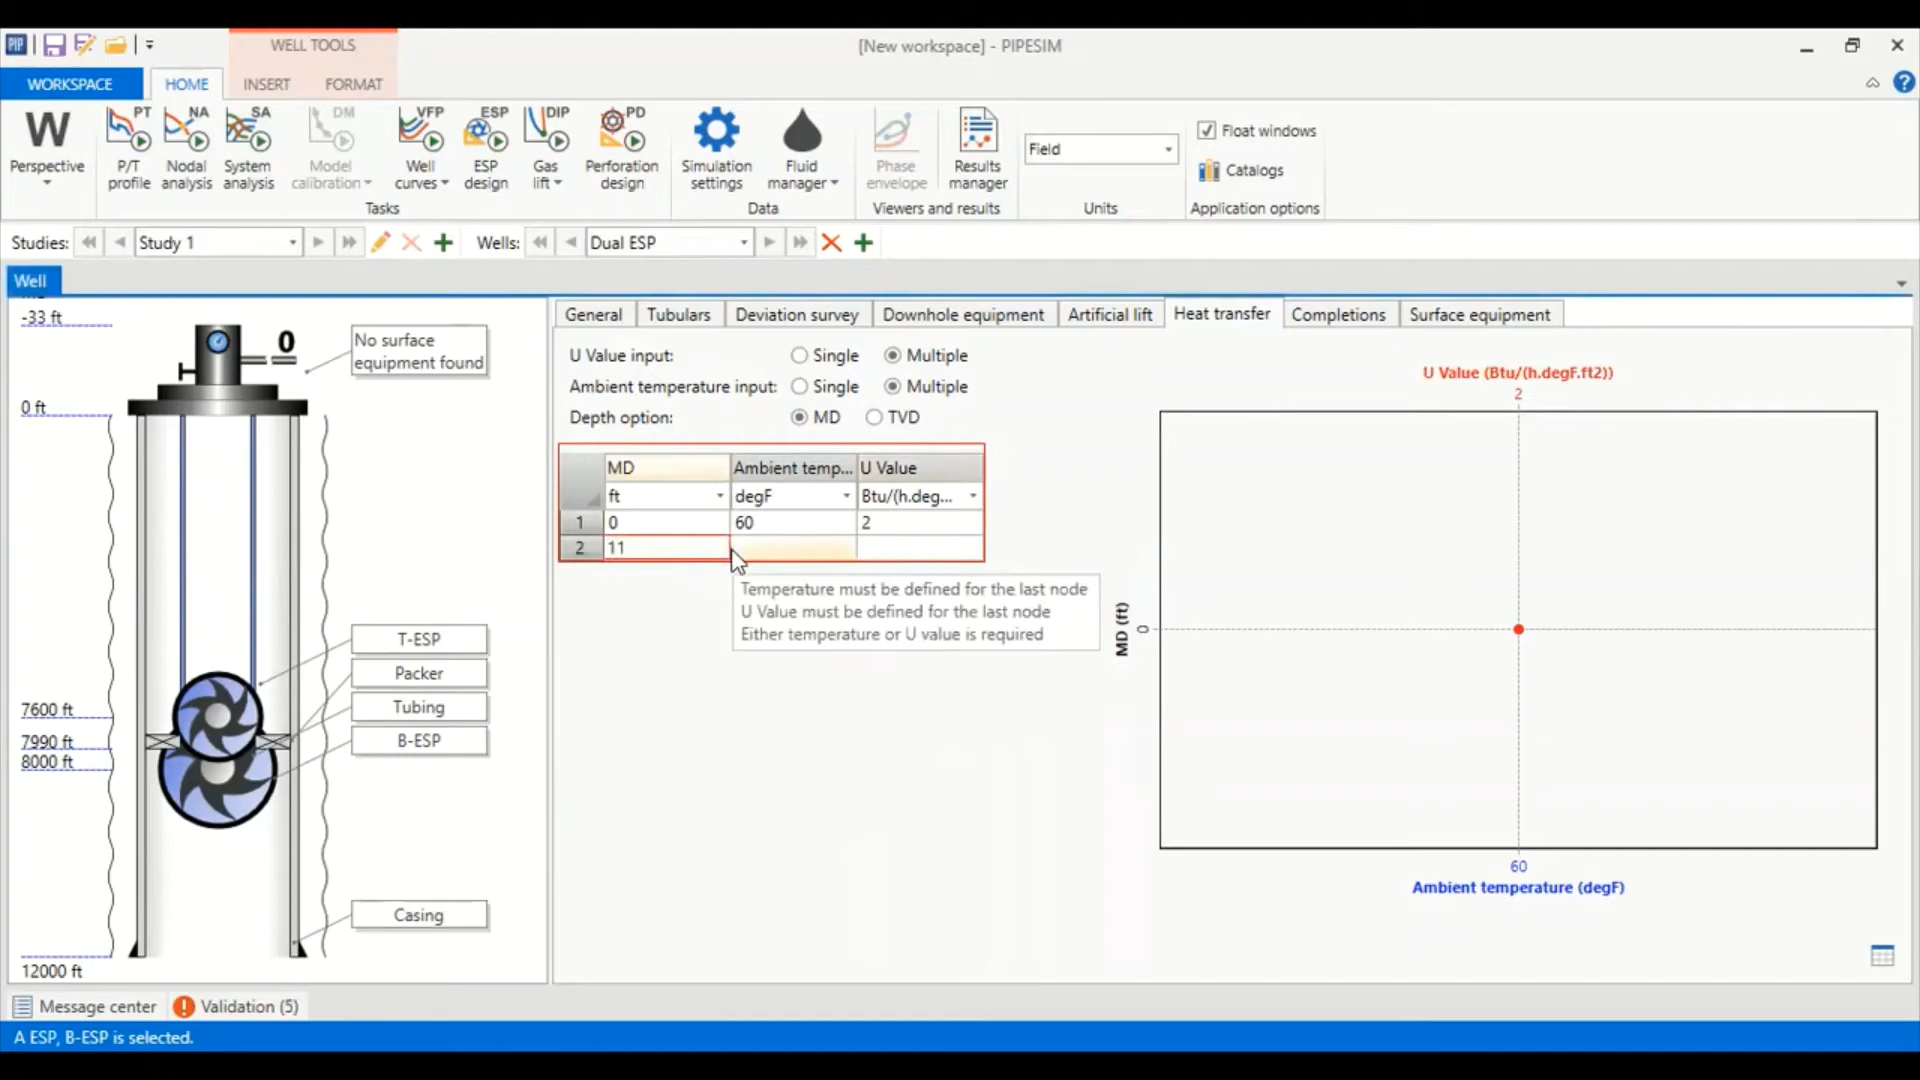 PIP
WELL TOOLS
[New workspace] - PIPESIM
WORKSPACE
HOME
INSERT
FORMAT
W
Perspective
PT
P/T
profile
NA
Nodal
analysis
SA
System
analysis
DM
Model
calibration
VFP
Well
curves
ESP
ESP
design
DIP
Gas
lift
PD
Perforation
design
Tasks
Simulation
settings
Fluid
manager
Data
Phase
envelope
Results
manager
Viewers and results
Field
Units
Float windows
Catalogs
Application options
Studies:
Study 1
Wells:
Dual ESP
Well
-33 ft
0
No surface
equipment found
0 ft
T-ESP
Packer
7600 ft
Tubing
7990 ft
B-ESP
8000 ft
Casing
12000 ft
General
Tubulars
Deviation survey
Downhole equipment
Artificial lift
Heat transfer
Completions
Surface equipment
U Value input:
Single
Multiple
Ambient temperature input:
Single
Multiple
Depth option:
MD
TVD
MD
Ambient temp...
U Value
ft
degF
Btu/(h.deg...
1
0
60
2
2
11
Temperature must be defined for the last node
U Value must be defined for the last node
Either temperature or U value is required
U Value (Btu/(h.degF.ft2))
2
MD (ft)
0
60
Ambient temperature (degF)
Message center
Validation (5)
A ESP, B-ESP is selected.